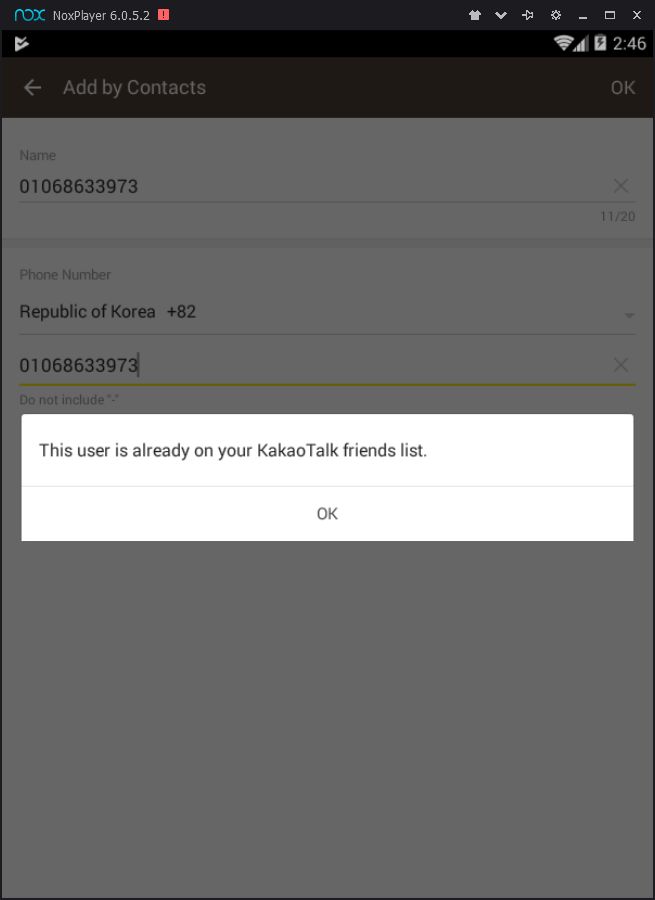 nox NoxPlayer 6.0.5.2
2:46
Add by Contacts OK
Name
01068633973
11/20
Phone Number
Republic of Korea +82
01068633973
Do not include "-"
This user is already on your KakaoTalk friends list.
OK